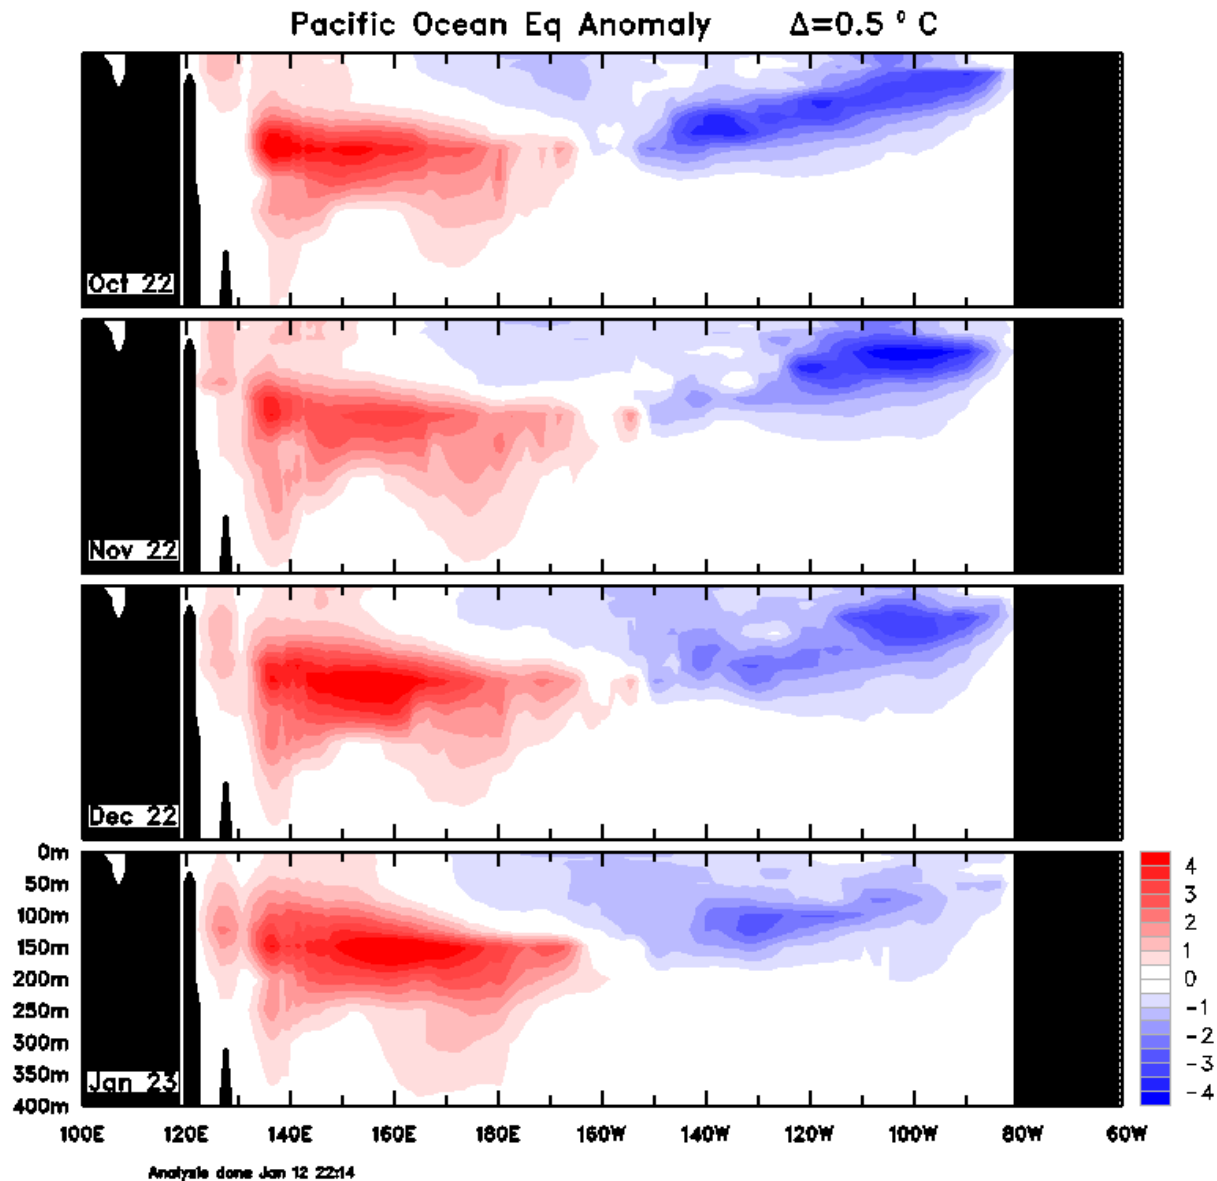 Pacific Ocean Eq Anomaly Δ=0.5 ° C
Oct 22
Nov 22
Dec 22
0m
50m
100m
150m
200m
250m
300m
350m
400m
Jan 23
4
3
2
1
0
-1
-2
-3
-4
100E 120E 140E 160E 180E 160W 140W 120W 100W 80W 60W
Analysis done Jan 12 22:14